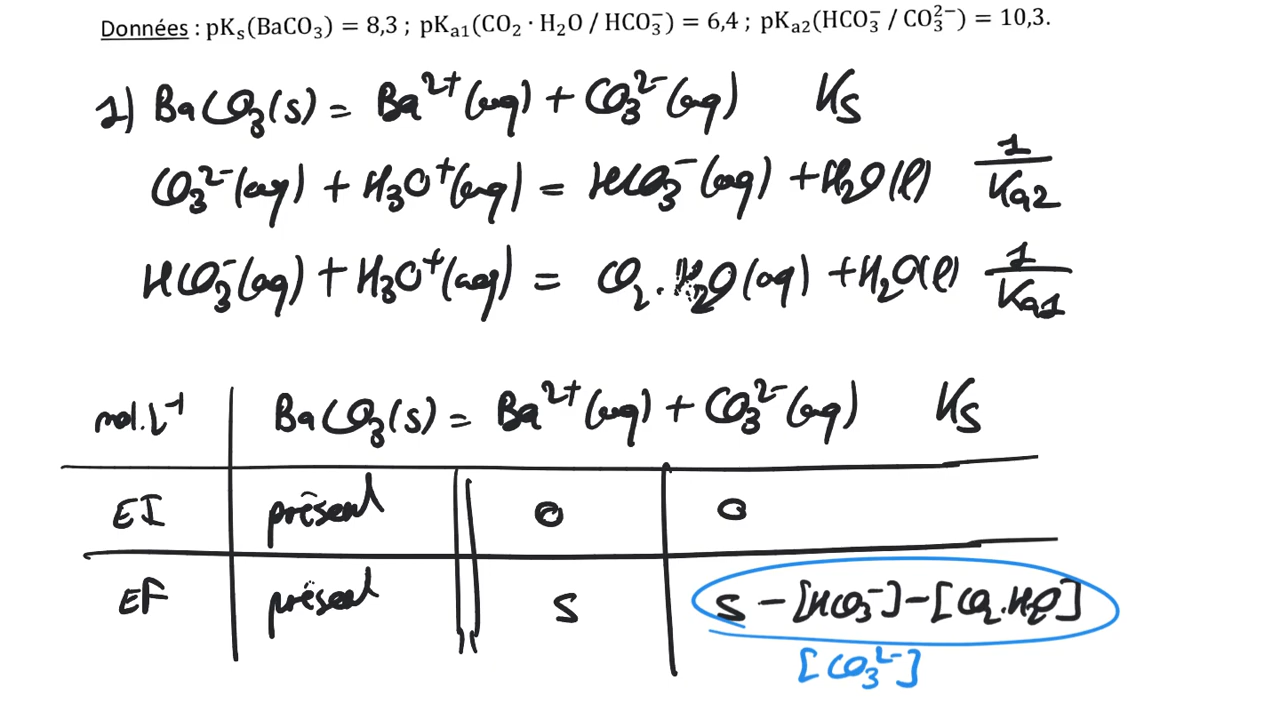 Données : pKs(BaCO₃) = 8,3 ; pKa1(CO₂ · H₂O / HCO₃⁻) = 6,4 ; pKa2(HCO₃⁻ / CO₃²⁻) = 10,3.
1) BaCO₃(s) = Ba²⁺(aq) + CO₃²⁻(aq) Ks
CO₃²⁻(aq) + H₃O⁺(aq) = HCO₃⁻(aq) + H₂O(l) 1/Ka2
HCO₃⁻(aq) + H₃O⁺(aq) = CO₂.H₂O(aq) + H₂O(l) 1/Ka1
mol.L⁻¹ BaCO₃(s) = Ba²⁺(aq) + CO₃²⁻(aq) Ks
EI présent 0 0
EF présent s s - [HCO₃⁻] - [CO₂.H₂O]
[CO₃²⁻]